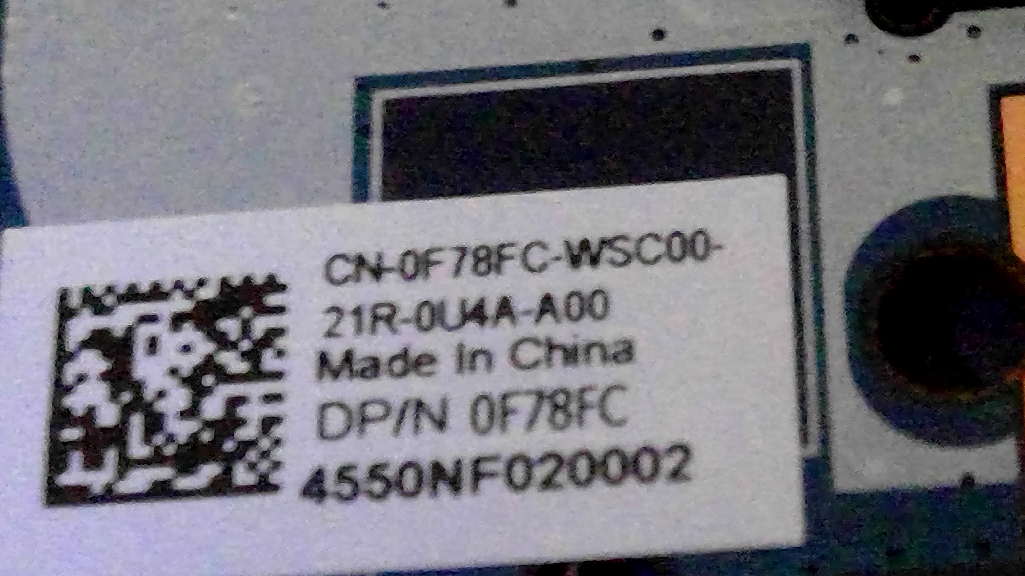 CN-0F78FC-WSC00-
21R-0U4A-A00
Made In China
DP/N 0F78FC
4550NF020002